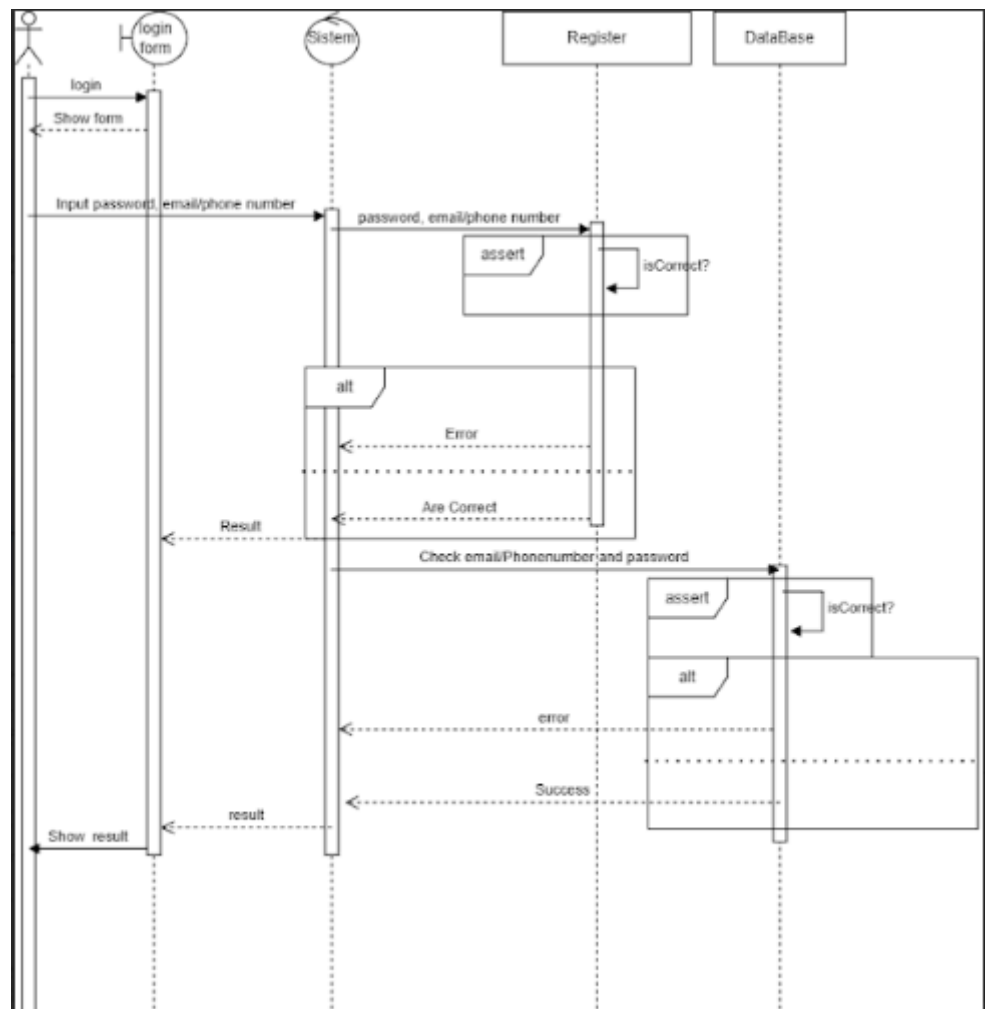 login
form
Sistem
Register
DataBase
login
Show form
Input password, email/phone number
password, email/phone number
assert
isCorrect?
alt
Error
Are Correct
Result
Check email/Phonenumber and password
assert
isCorrect?
alt
error
Success
result
Show result